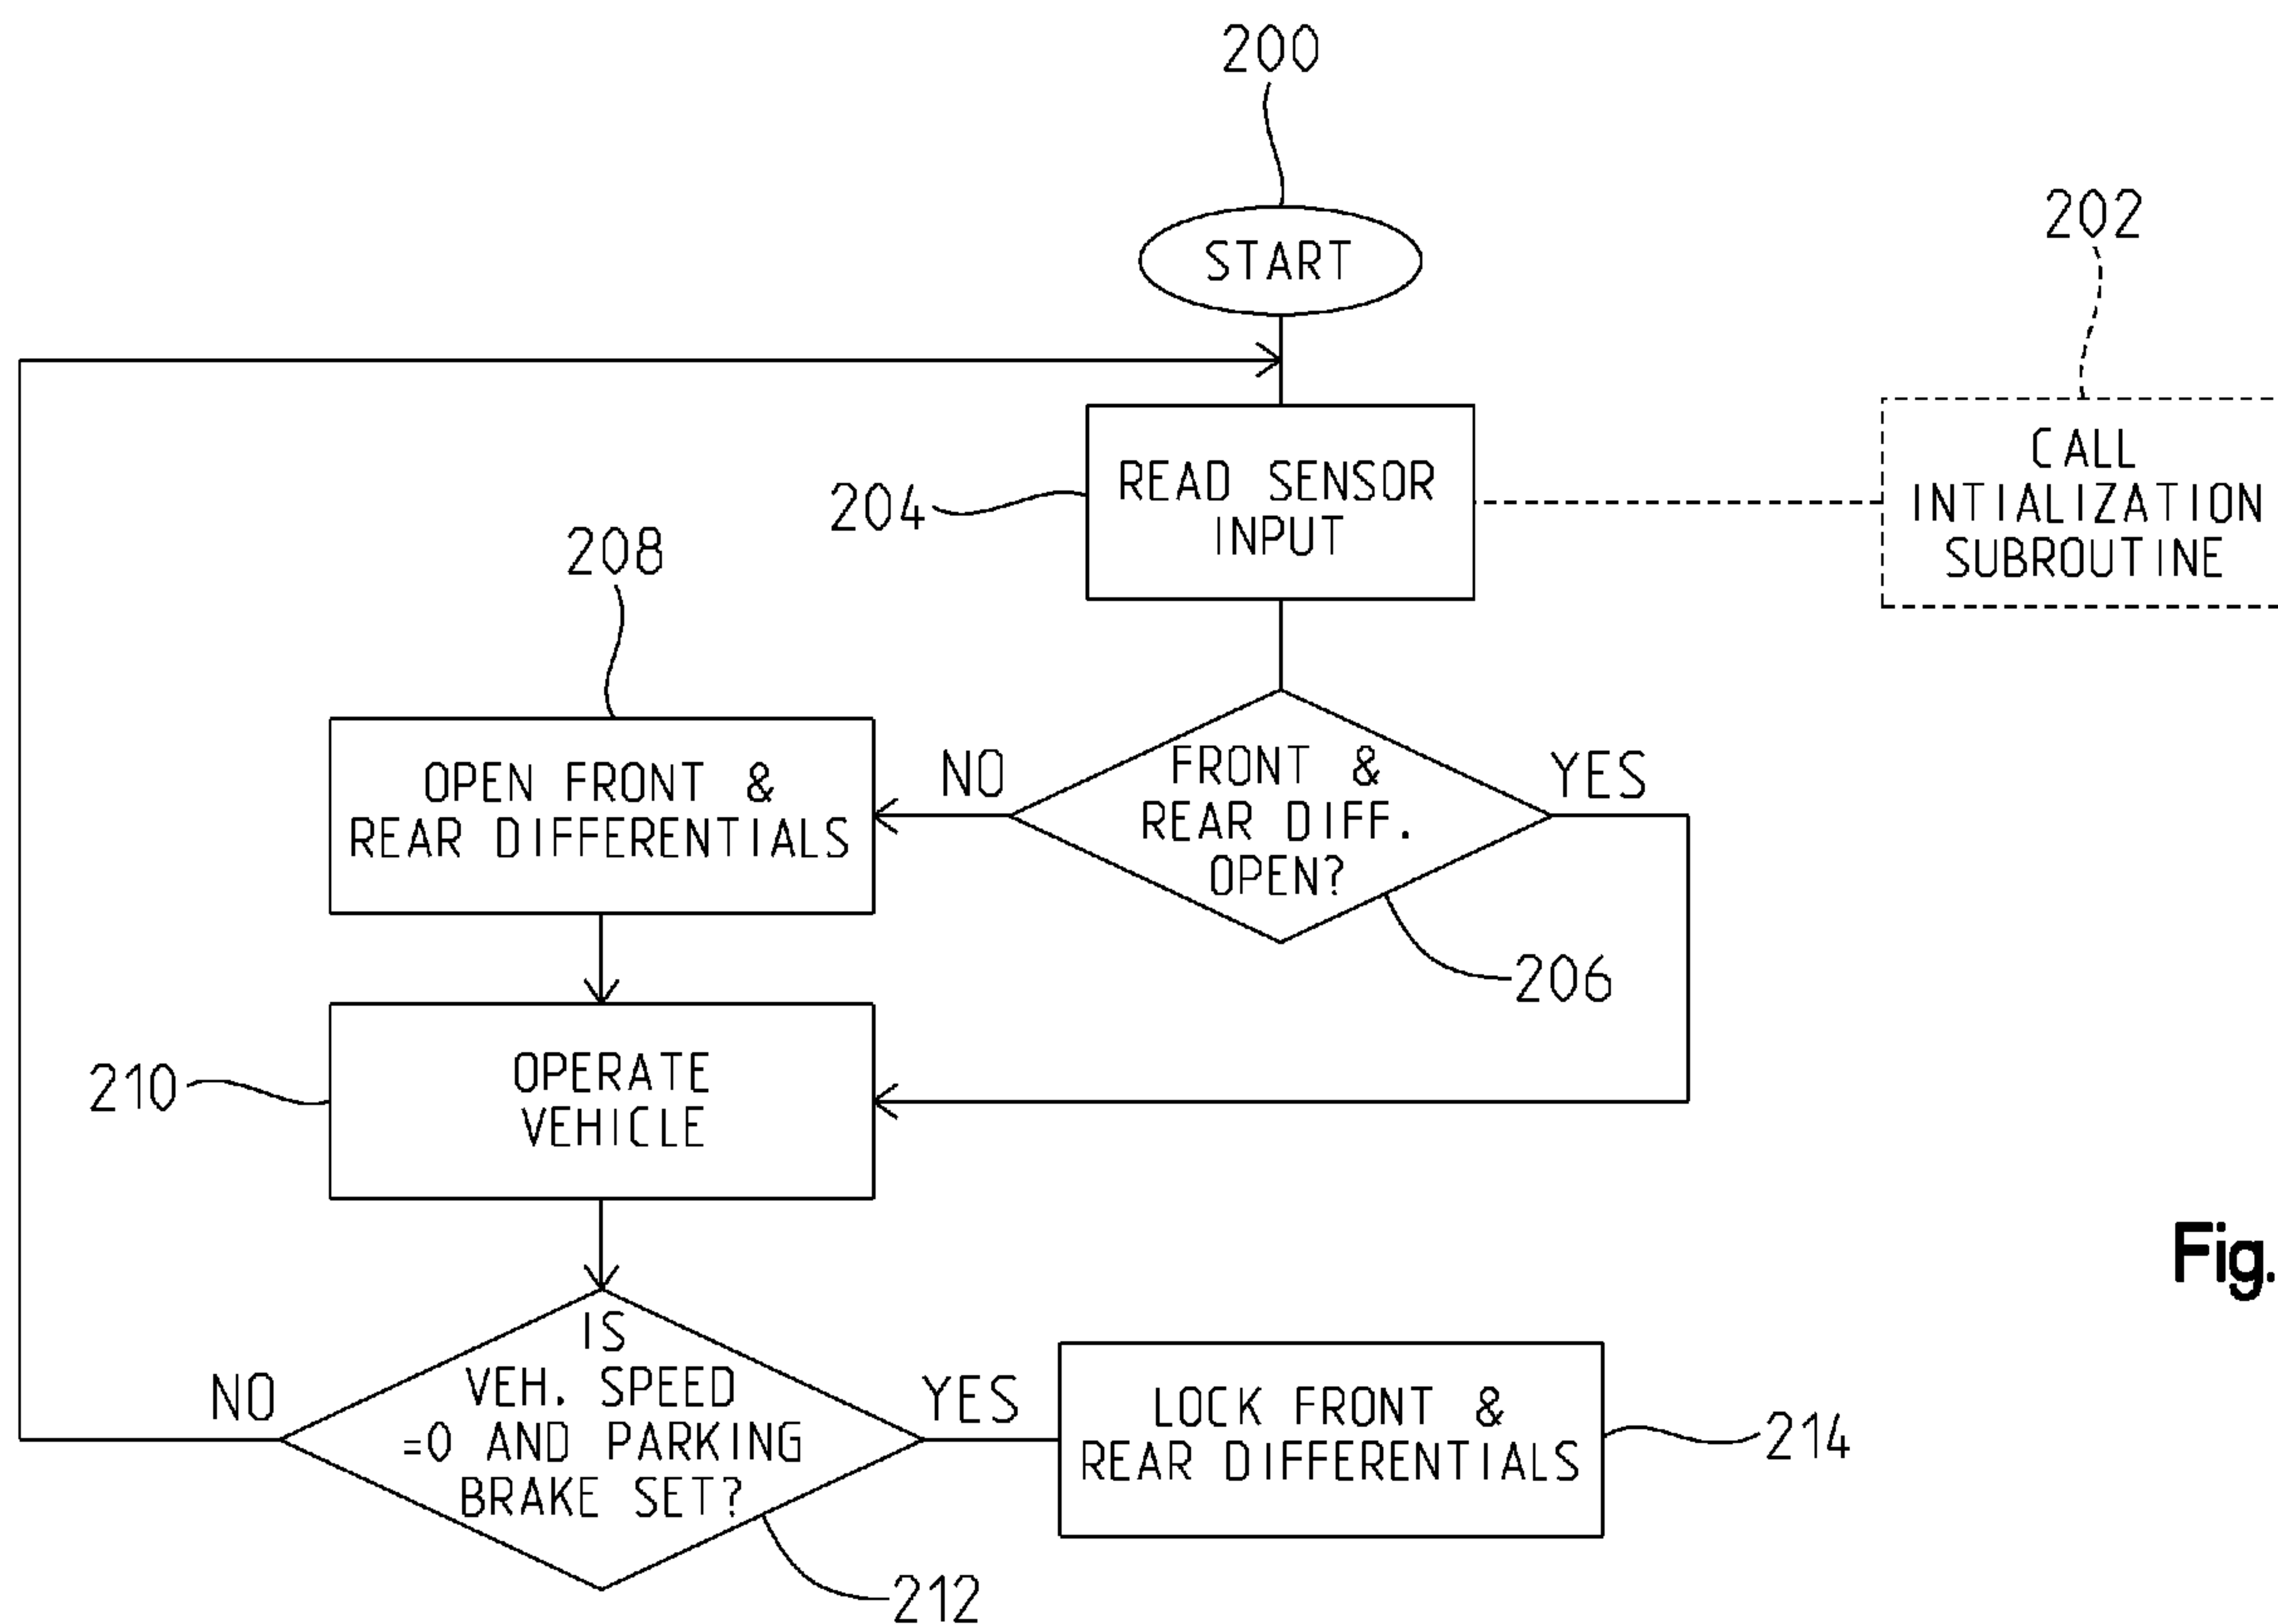 200
START
202
CALL
INTIALIZATION
SUBROUTINE
READ SENSOR
INPUT
204
208
OPEN FRONT &
REAR DIFFERENTIALS
NO
FRONT &
REAR DIFF.
OPEN?
YES
206
210
OPERATE
VEHICLE
Fig.
NO
IS
VEH. SPEED
=0 AND PARKING
BRAKE SET?
YES
LOCK FRONT &
REAR DIFFERENTIALS
214
212